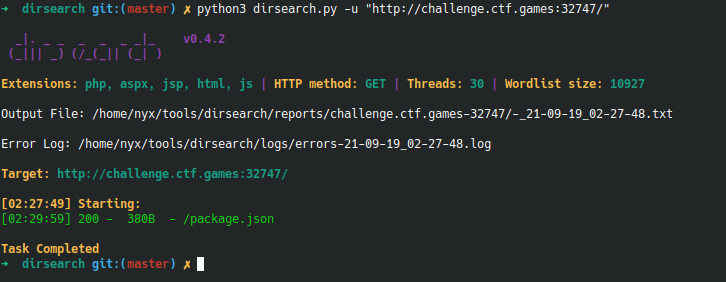 ➜ dirsearch git:(master) ✗ python3 dirsearch.py -u "http://challenge.ctf.games:32747/"
_|. _ _ _ _ _ _|_ v0.4.2
(_||| _) (/_(_|| (_| )
Extensions: php, aspx, jsp, html, js | HTTP method: GET | Threads: 30 | Wordlist size: 10927
Output File: /home/nyx/tools/dirsearch/reports/challenge.ctf.games-32747/-_21-09-19_02-27-48.txt
Error Log: /home/nyx/tools/dirsearch/logs/errors-21-09-19_02-27-48.log
Target: http://challenge.ctf.games:32747/
[02:27:49] Starting:
[02:29:59] 200 - 380B - /package.json
Task Completed
➜ dirsearch git:(master) ✗